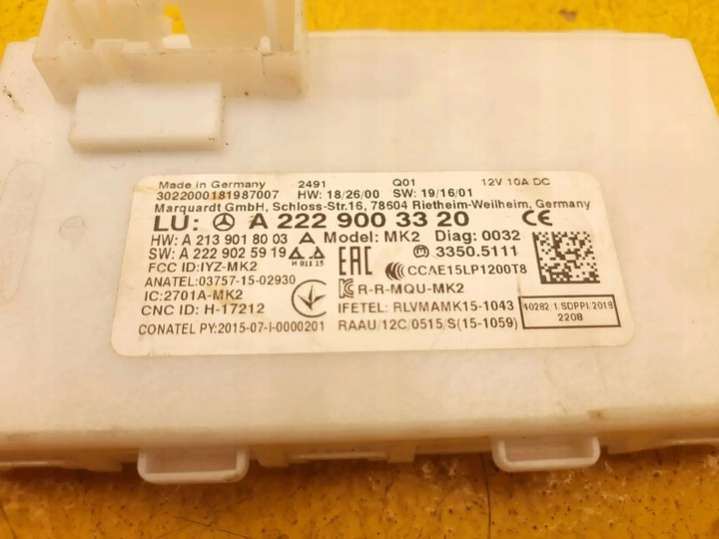 Made in Germany 2491 Q01 12V 10A DC
3022000181987007 HW: 18/26/00 SW: 19/16/01
Marquardt GmbH, Schloss-Str.16, 78604 Rietheim-Weilheim, Germany
LU: A 222 900 33 20 CE
HW: A 213 901 80 03 Model: MK2 Diag: 0032
SW: A 222 902 59 19 EAC 3350.5111
FCC ID:IYZ-MK2 И 011 15 CCAE15LP1200T8
ANATEL:03757-15-02930 R-R-MQU-MK2
IC:2701A-MK2 IFETEL: RLVMAMK15-1043
CNC ID: H-17212 RAAU/12C/0515/S(15-1059)
CONATEL PY:2015-07-I-0000201
40282/I/SDPPI/2015
2208